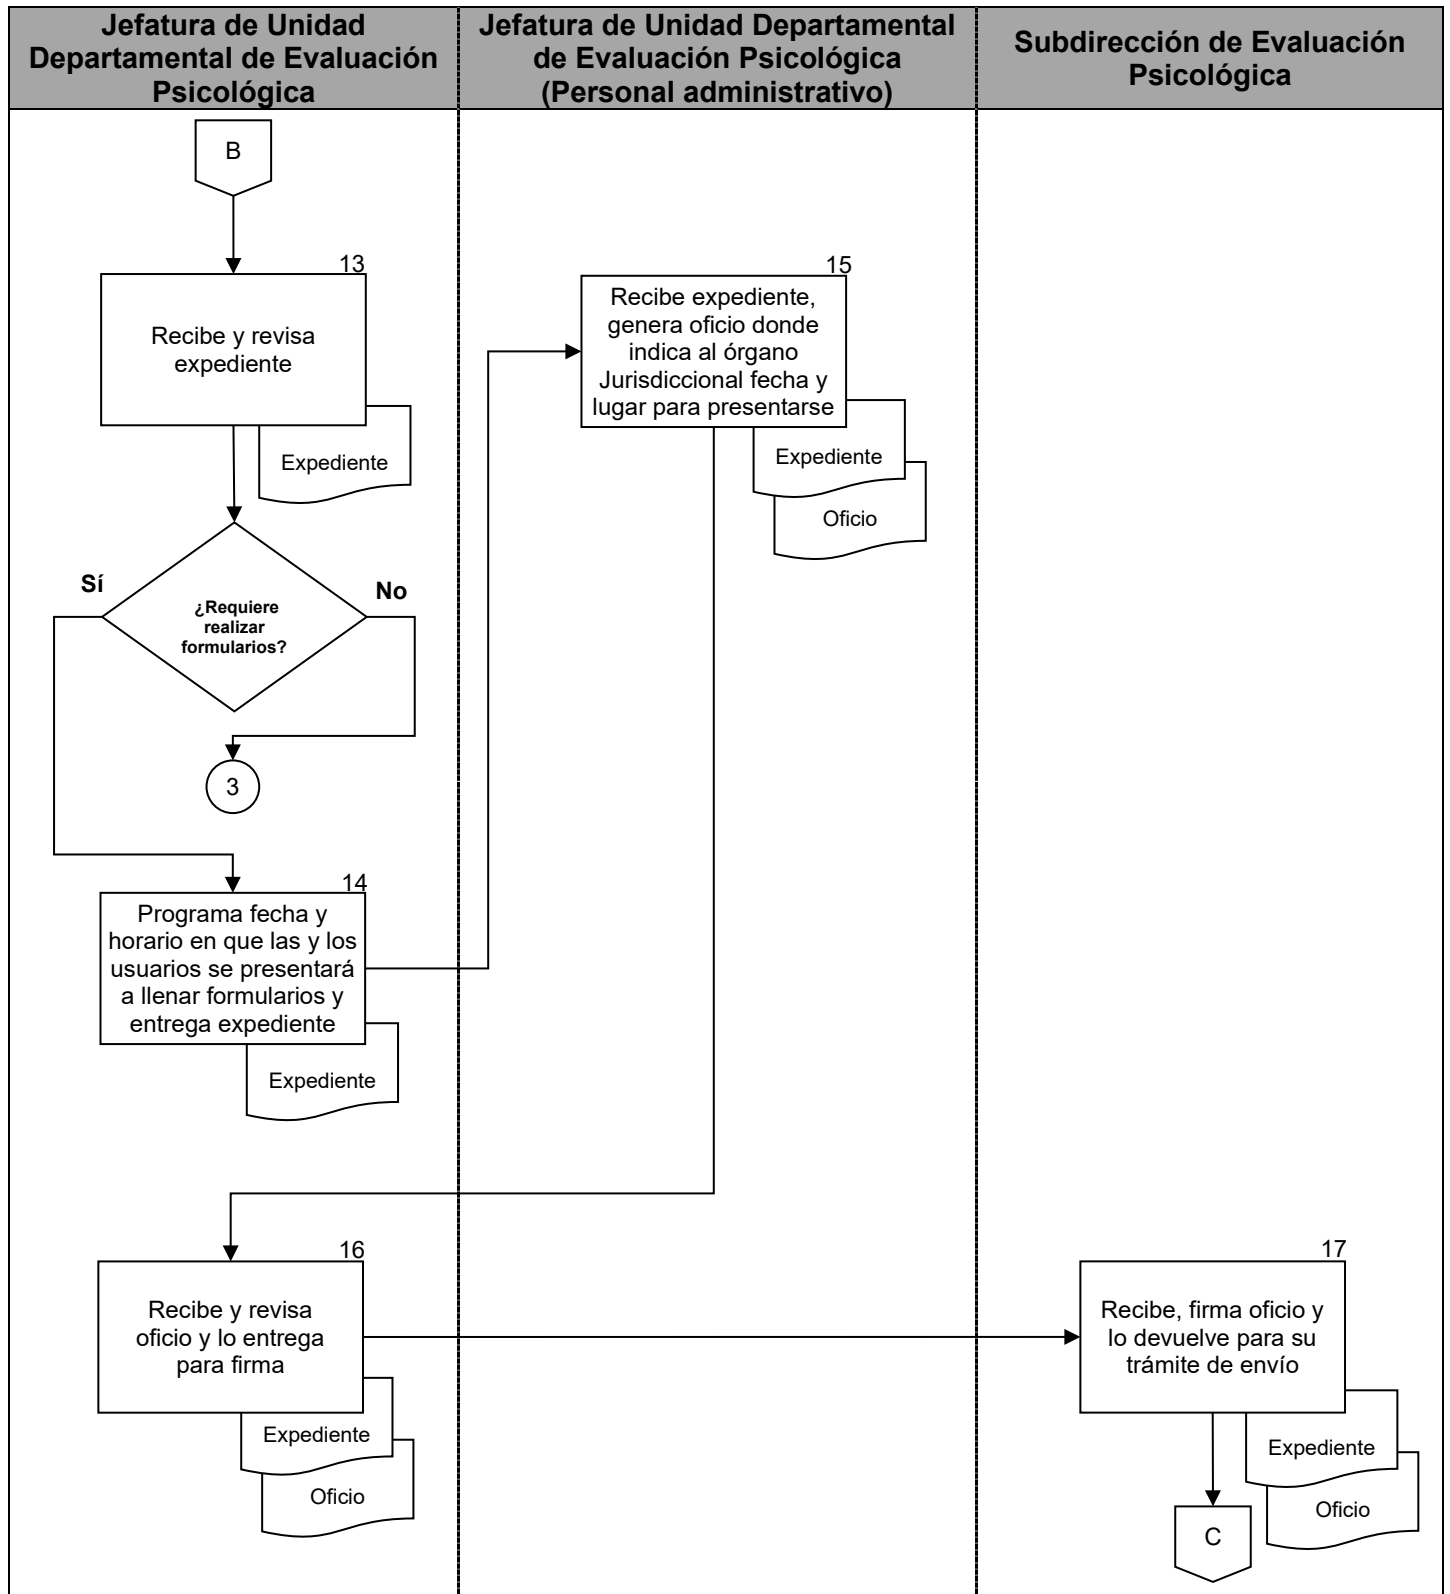 Jefatura de Unidad
Departamental de Evaluación
Psicológica
Jefatura de Unidad Departamental
de Evaluación Psicológica
(Personal administrativo)
Subdirección de Evaluación
Psicológica
B
13
Recibe y revisa
expediente
Expediente
15
Recibe expediente,
genera oficio donde
indica al órgano
Jurisdiccional fecha y
lugar para presentarse
Expediente
Oficio
Sí
No
¿Requiere
realizar
formularios?
3
14
Programa fecha y
horario en que las y los
usuarios se presentará
a llenar formularios y
entrega expediente
Expediente
16
Recibe y revisa
oficio y lo entrega
para firma
Expediente
Oficio
17
Recibe, firma oficio y
lo devuelve para su
trámite de envío
Expediente
Oficio
C